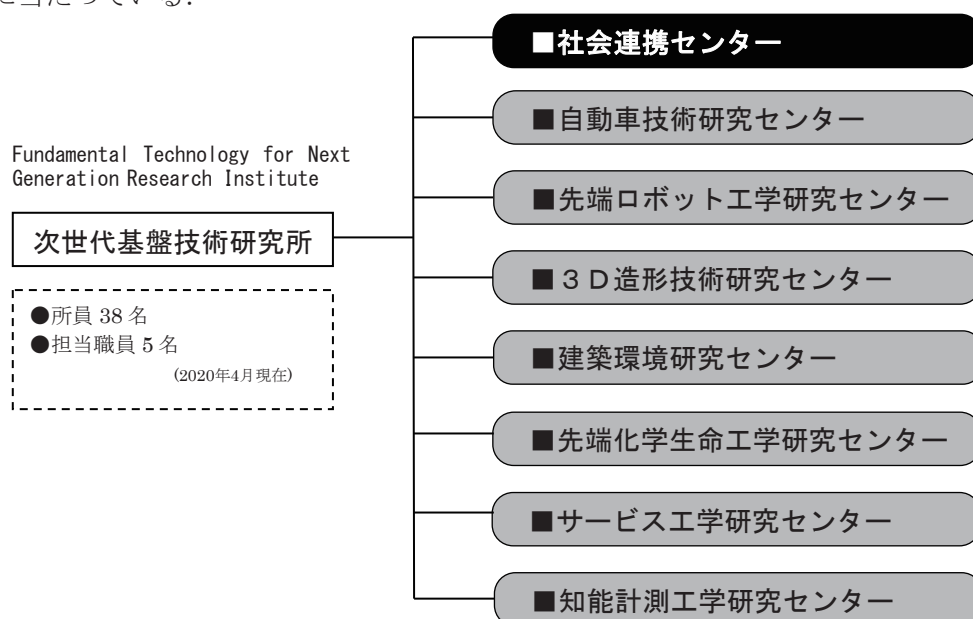 に当たっている.
■社会連携センター
■自動車技術研究センター
Fundamental Technology for Next
Generation Research Institute
■先端ロボット工学研究センター
次世代基盤技術研究所
■３Ｄ造形技術研究センター
●所員 38 名
●担当職員 5 名
(2020年4月現在)
■建築環境研究センター
■先端化学生命工学研究センター
■サービス工学研究センター
■知能計測工学研究センター